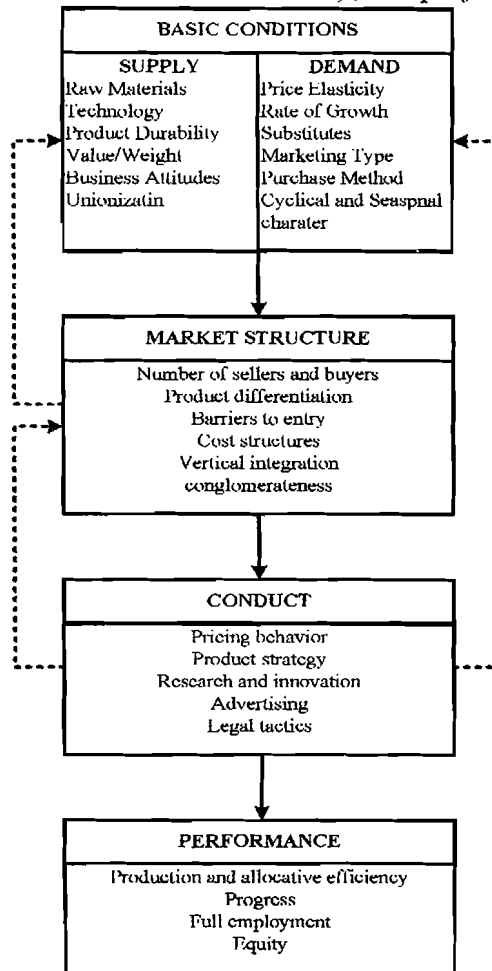 BASIC CONDITIONS
SUPPLY
Raw Materials
Technology
Product Durability
Value/Weight
Business Attitudes
Unionizatin
DEMAND
Price Elasticity
Rate of Growth
Substitutes
Marketing Type
Purchase Method
Cyclical and Seaspnal
charater
MARKET STRUCTURE
Number of sellers and buyers
Product differentiation
Barriers to entry
Cost structures
Vertical integration
conglomerateness
CONDUCT
Pricing behavior
Product strategy
Research and innovation
Advertising
Legal tactics
PERFORMANCE
Production and allocative efficiency
Progress
Full employment
Equity